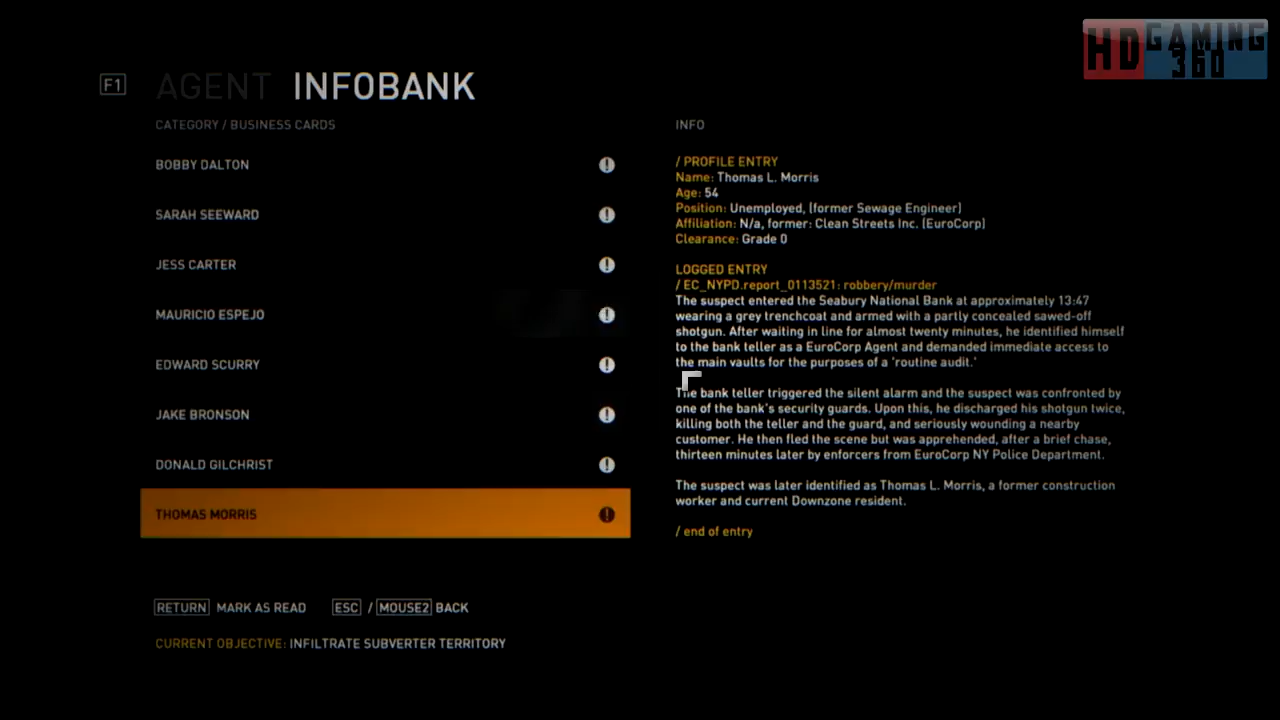 HD GAMING 360
F1 AGENT INFOBANK
CATEGORY / BUSINESS CARDS
BOBBY DALTON
SARAH SEEWARD
JESS CARTER
MAURICIO ESPEJO
EDWARD SCURRY
JAKE BRONSON
DONALD GILCHRIST
THOMAS MORRIS
RETURN MARK AS READ ESC / MOUSE2 BACK
CURRENT OBJECTIVE: INFILTRATE SUBVERTER TERRITORY
INFO
/ PROFILE ENTRY
Name: Thomas L. Morris
Age: 54
Position: Unemployed, (former Sewage Engineer)
Affiliation: N/a, former: Clean Streets Inc. (EuroCorp)
Clearance: Grade 0
LOGGED ENTRY
/ EC_NYPD.report_0113521: robbery/murder
The suspect entered the Seabury National Bank at approximately 13:47
wearing a grey trenchcoat and armed with a partly concealed sawed-off
shotgun. After waiting in line for almost twenty minutes, he identified himself
to the bank teller as a EuroCorp Agent and demanded immediate access to
the main vaults for the purposes of a 'routine audit.'
The bank teller triggered the silent alarm and the suspect was confronted by
one of the bank's security guards. Upon this, he discharged his shotgun twice,
killing both the teller and the guard, and seriously wounding a nearby
customer. He then fled the scene but was apprehended, after a brief chase,
thirteen minutes later by enforcers from EuroCorp NY Police Department.
The suspect was later identified as Thomas L. Morris, a former construction
worker and current Downzone resident.
/ end of entry